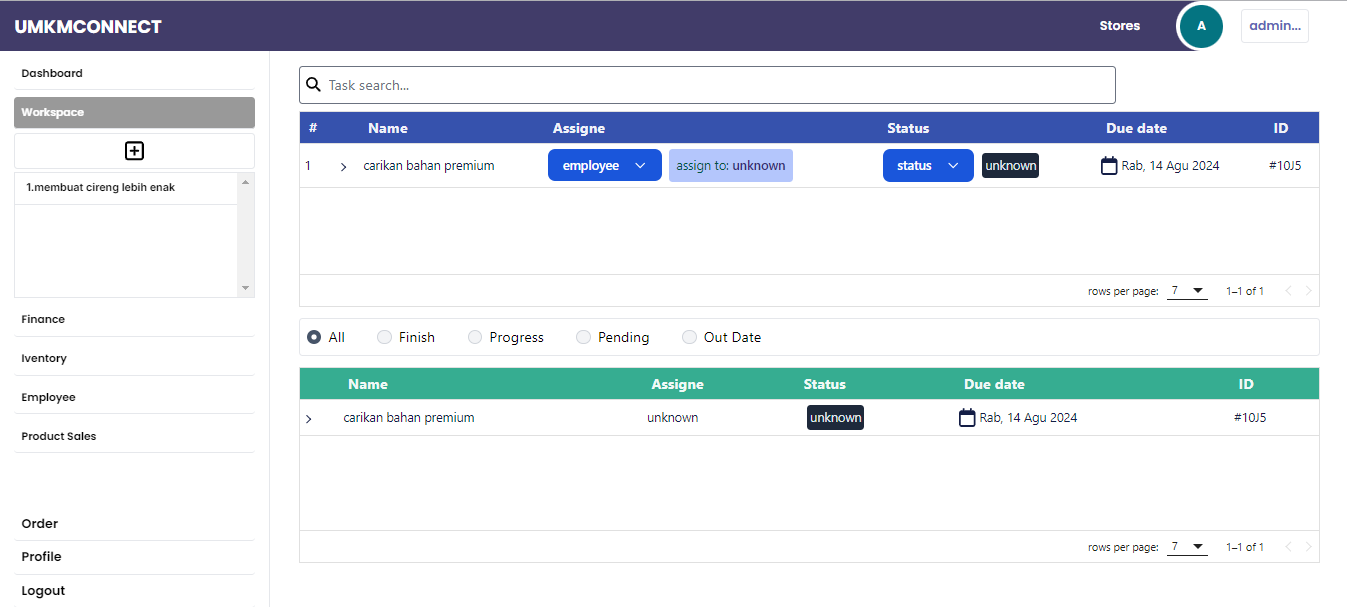 UMKMCONNECT
Stores
A
admin...
Dashboard
Workspace
1.membuat cireng lebih enak
Finance
Iventory
Employee
Product Sales
Order
Profile
Logout
Task search...
# Name Assigne Status Due date ID
1 carikan bahan premium employee assign to: unknown status unknown Rab, 14 Agu 2024 #10J5
rows per page: 7 1–1 of 1
All Finish Progress Pending Out Date
Name Assigne Status Due date ID
carikan bahan premium unknown unknown Rab, 14 Agu 2024 #10J5
rows per page: 7 1–1 of 1